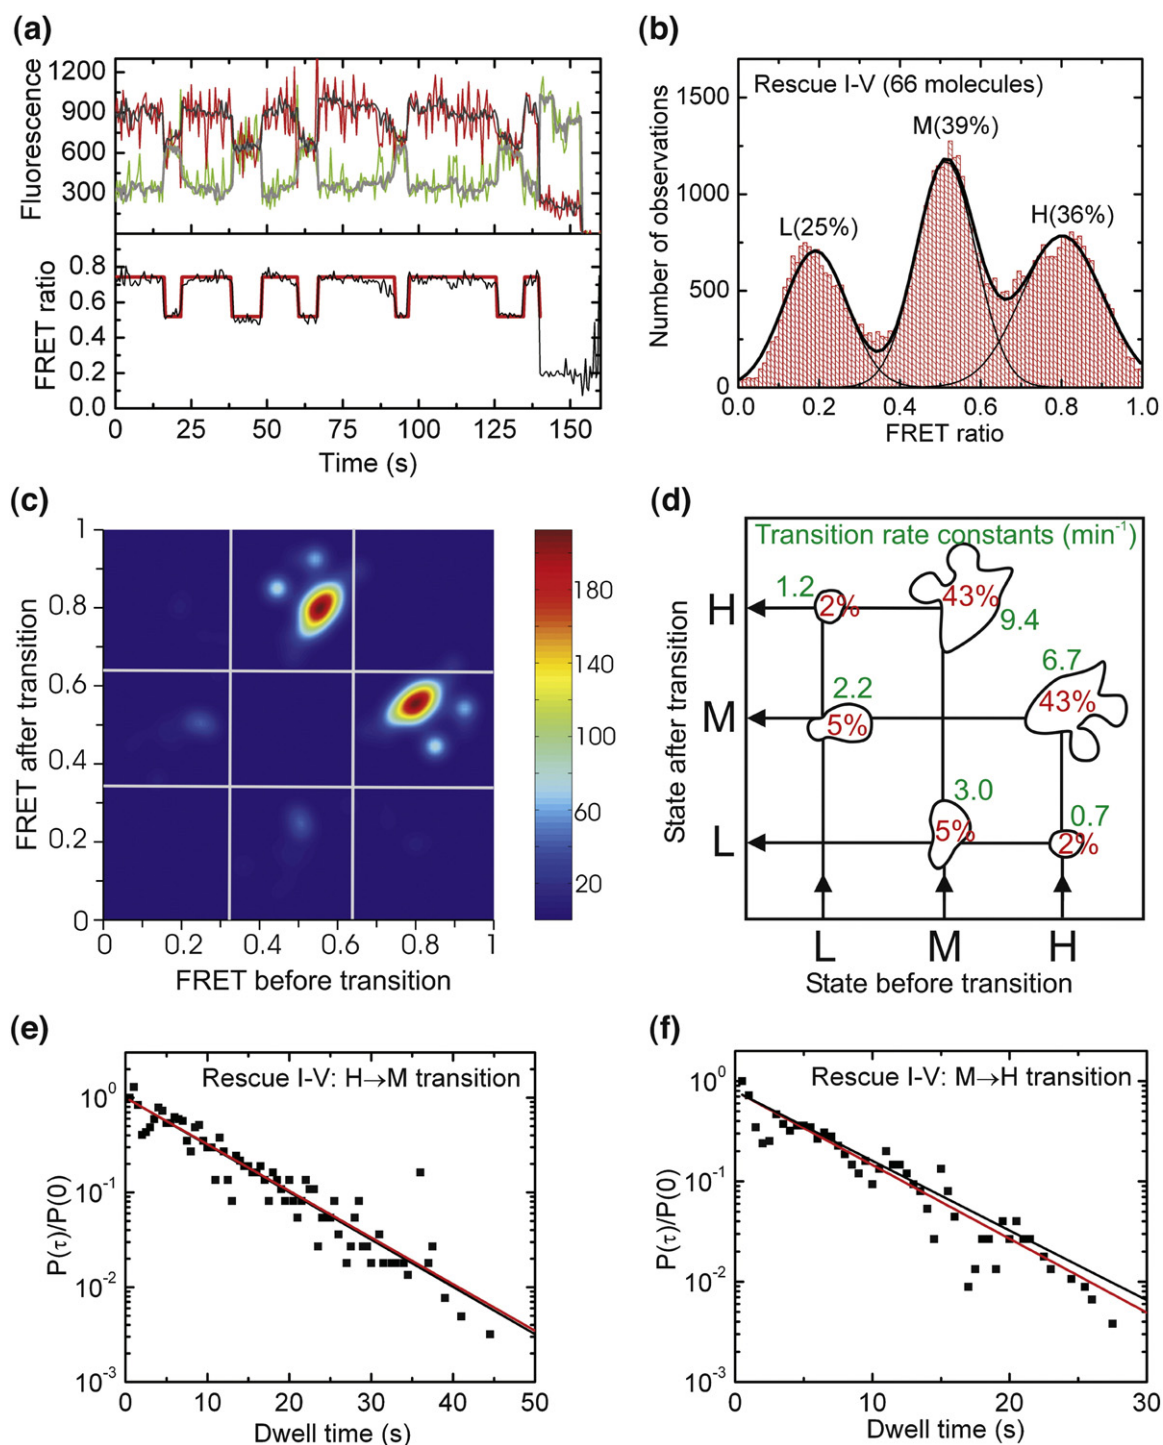 (a)
Fluorescence
1200
900
600
300
FRET ratio
0.8
0.6
0.4
0.2
0.0
0 25 50 75 100 125 150
Time (s)
(b)
Number of observations
1500
1000
500
0
Rescue I-V (66 molecules)
M(39%)
L(25%)
H(36%)
0.0 0.2 0.4 0.6 0.8 1.0
FRET ratio
(c)
FRET after transition
1
0.8
0.6
0.4
0.2
0
0 0.2 0.4 0.6 0.8 1
FRET before transition
180
140
100
60
20
(d)
Transition rate constants (min⁻¹)
State after transition
H
M
L
1.2
2%
43%
9.4
2.2
5%
6.7
43%
3.0
5%
0.7
2%
L M H
State before transition
(e)
Rescue I-V: H→M transition
P(τ)/P(0)
10⁰
10⁻¹
10⁻²
10⁻³
0 10 20 30 40 50
Dwell time (s)
(f)
Rescue I-V: M→H transition
P(τ)/P(0)
10⁰
10⁻¹
10⁻²
10⁻³
0 10 20 30
Dwell time (s)